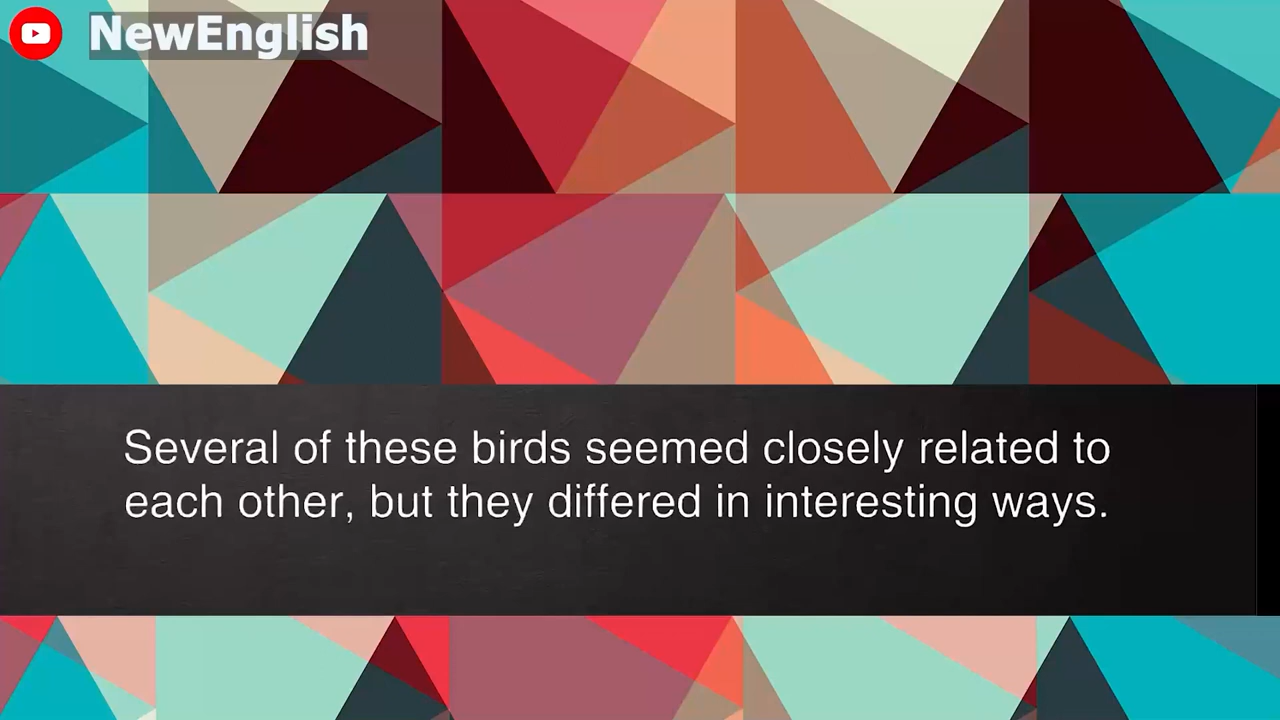 NewEnglish
Several of these birds seemed closely related to
each other, but they differed in interesting ways.